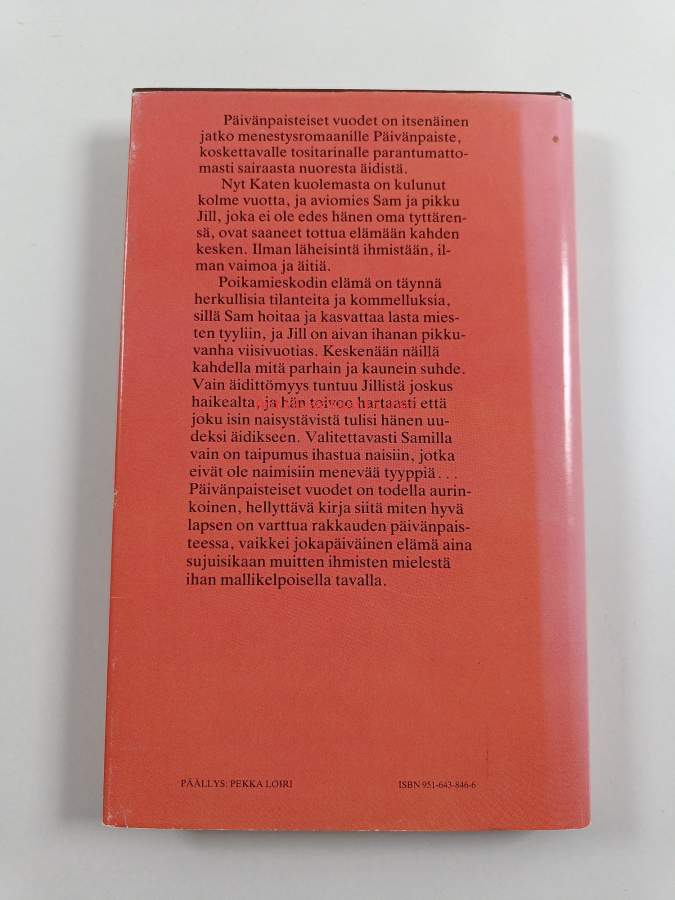 Päivänpaisteiset vuodet on itsenäinen
jatko menestysromaanille Päivänpaiste,
koskettavalle tositarinalle parantumatto-
masti sairaasta nuoresta äidistä.
Nyt Katen kuolemasta on kulunut
kolme vuotta, ja aviomies Sam ja pikku
Jill, joka ei ole edes hänen oma tyttären-
sä, ovat saaneet tottua elämään kahden
kesken. Ilman läheisintä ihmistään, il-
man vaimoa ja äitiä.
Poikamieskodin elämä on täynnä
herkullisia tilanteita ja kommelluksia,
sillä Sam hoitaa ja kasvattaa lasta mies-
ten tyyliin, ja Jill on aivan ihanan pikku-
vanha viisivuotias. Keskenään näillä
kahdella mitä parhain ja kaunein suhde.
Vain äidittömyys tuntuu Jillistä joskus
haikealta, ja hän toivoo hartaasti että
joku isin naisystävistä tulisi hänen uu-
deksi äidikseen. Valitettavasti Samilla
vain on taipumus ihastua naisiin, jotka
eivät ole naimisiin menevää tyyppiä...
Päivänpaisteiset vuodet on todella aurin-
koinen, hellyttävä kirja siitä miten hyvä
lapsen on varttua rakkauden päivänpais-
teessa, vaikkei jokapäiväinen elämä aina
sujuisikaan muitten ihmisten mielestä
ihan mallikelpoisella tavalla.
PÄÄLLYS: PEKKA LOIRI
ISBN 951-643-846-6